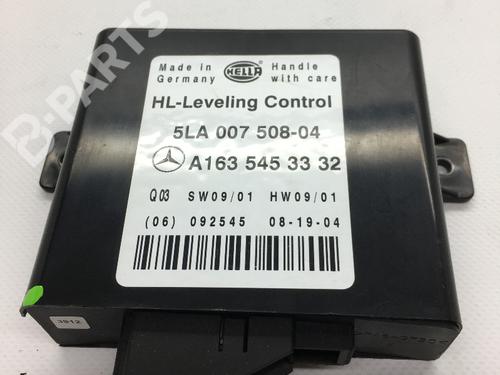 B-PARTS
Made in Germany
HELLA
Handle with care
HL-Leveling Control
5LA 007 508-04
A163 545 33 32
Q03 SW09/01 HW09/01
(06) 092545 08-19-04
3912